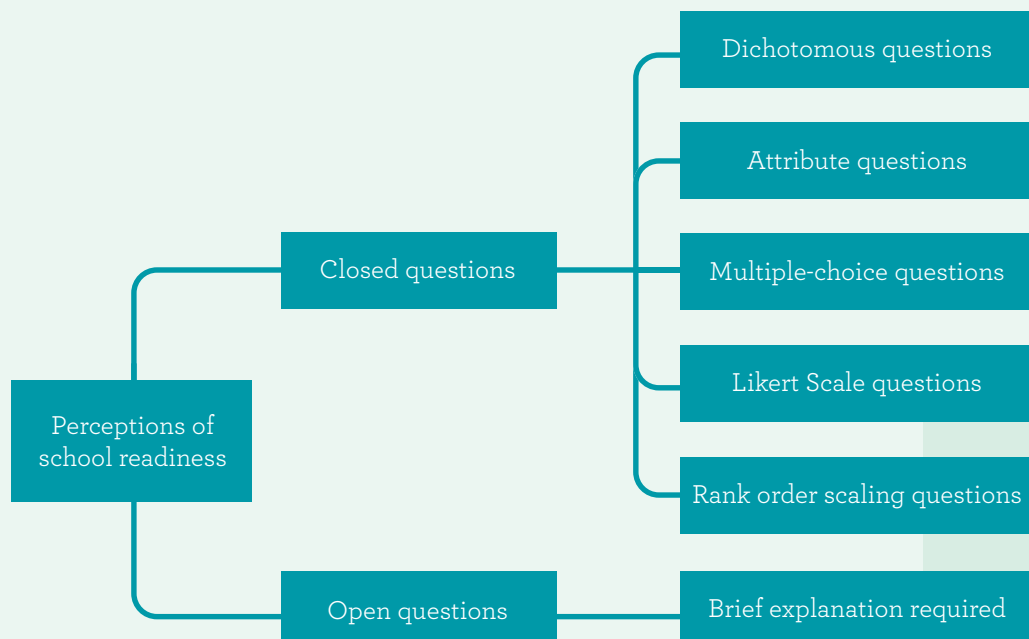 Dichotomous questions
Attribute questions
Closed questions
Multiple-choice questions
Likert Scale questions
Perceptions of
school readiness
Rank order scaling questions
Open questions
Brief explanation required